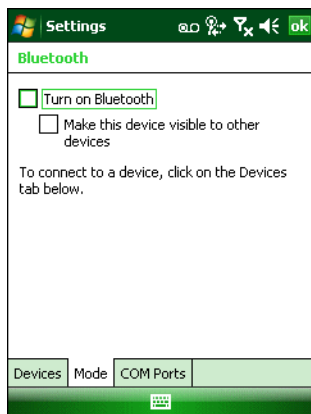 Settings
ok
Bluetooth
Turn on Bluetooth
Make this device visible to other
devices
To connect to a device, click on the Devices
tab below.
Devices
Mode
COM Ports